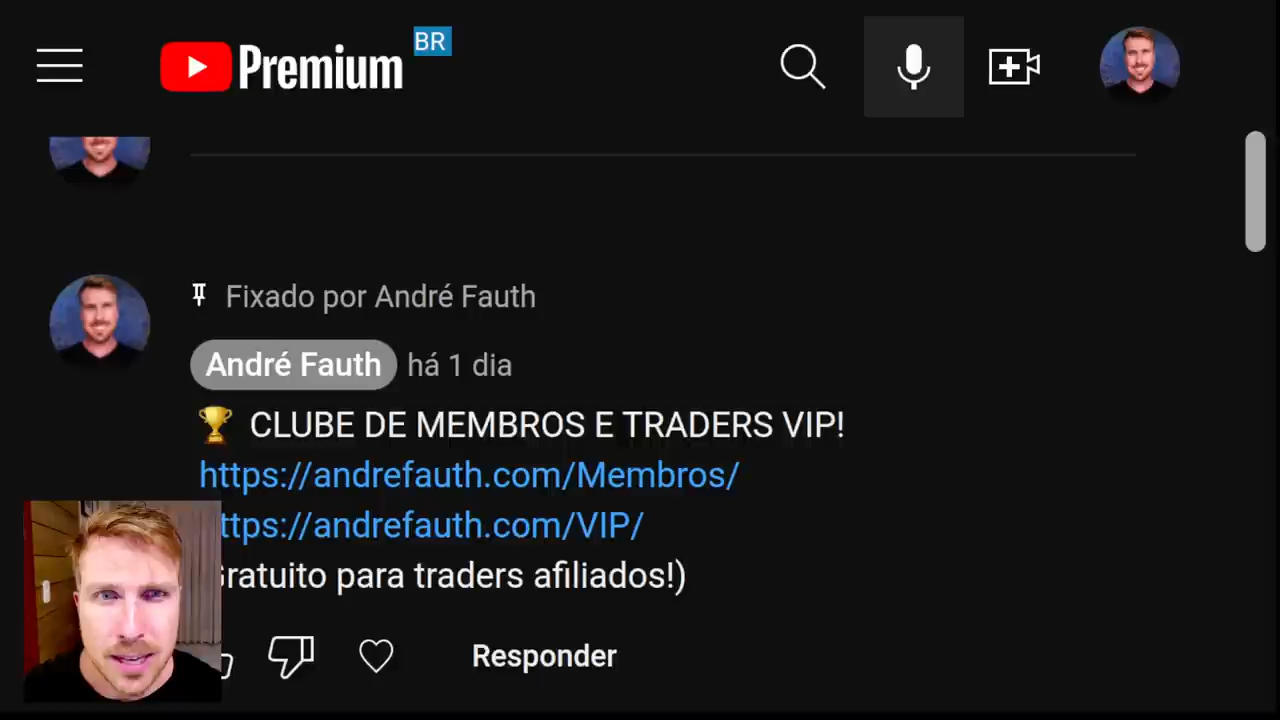 Premium BR
Fixado por André Fauth
André Fauth há 1 dia
🏆 CLUBE DE MEMBROS E TRADERS VIP!
https://andrefauth.com/Membros/
ttps://andrefauth.com/VIP/
ratuito para traders afiliados!)
Responder